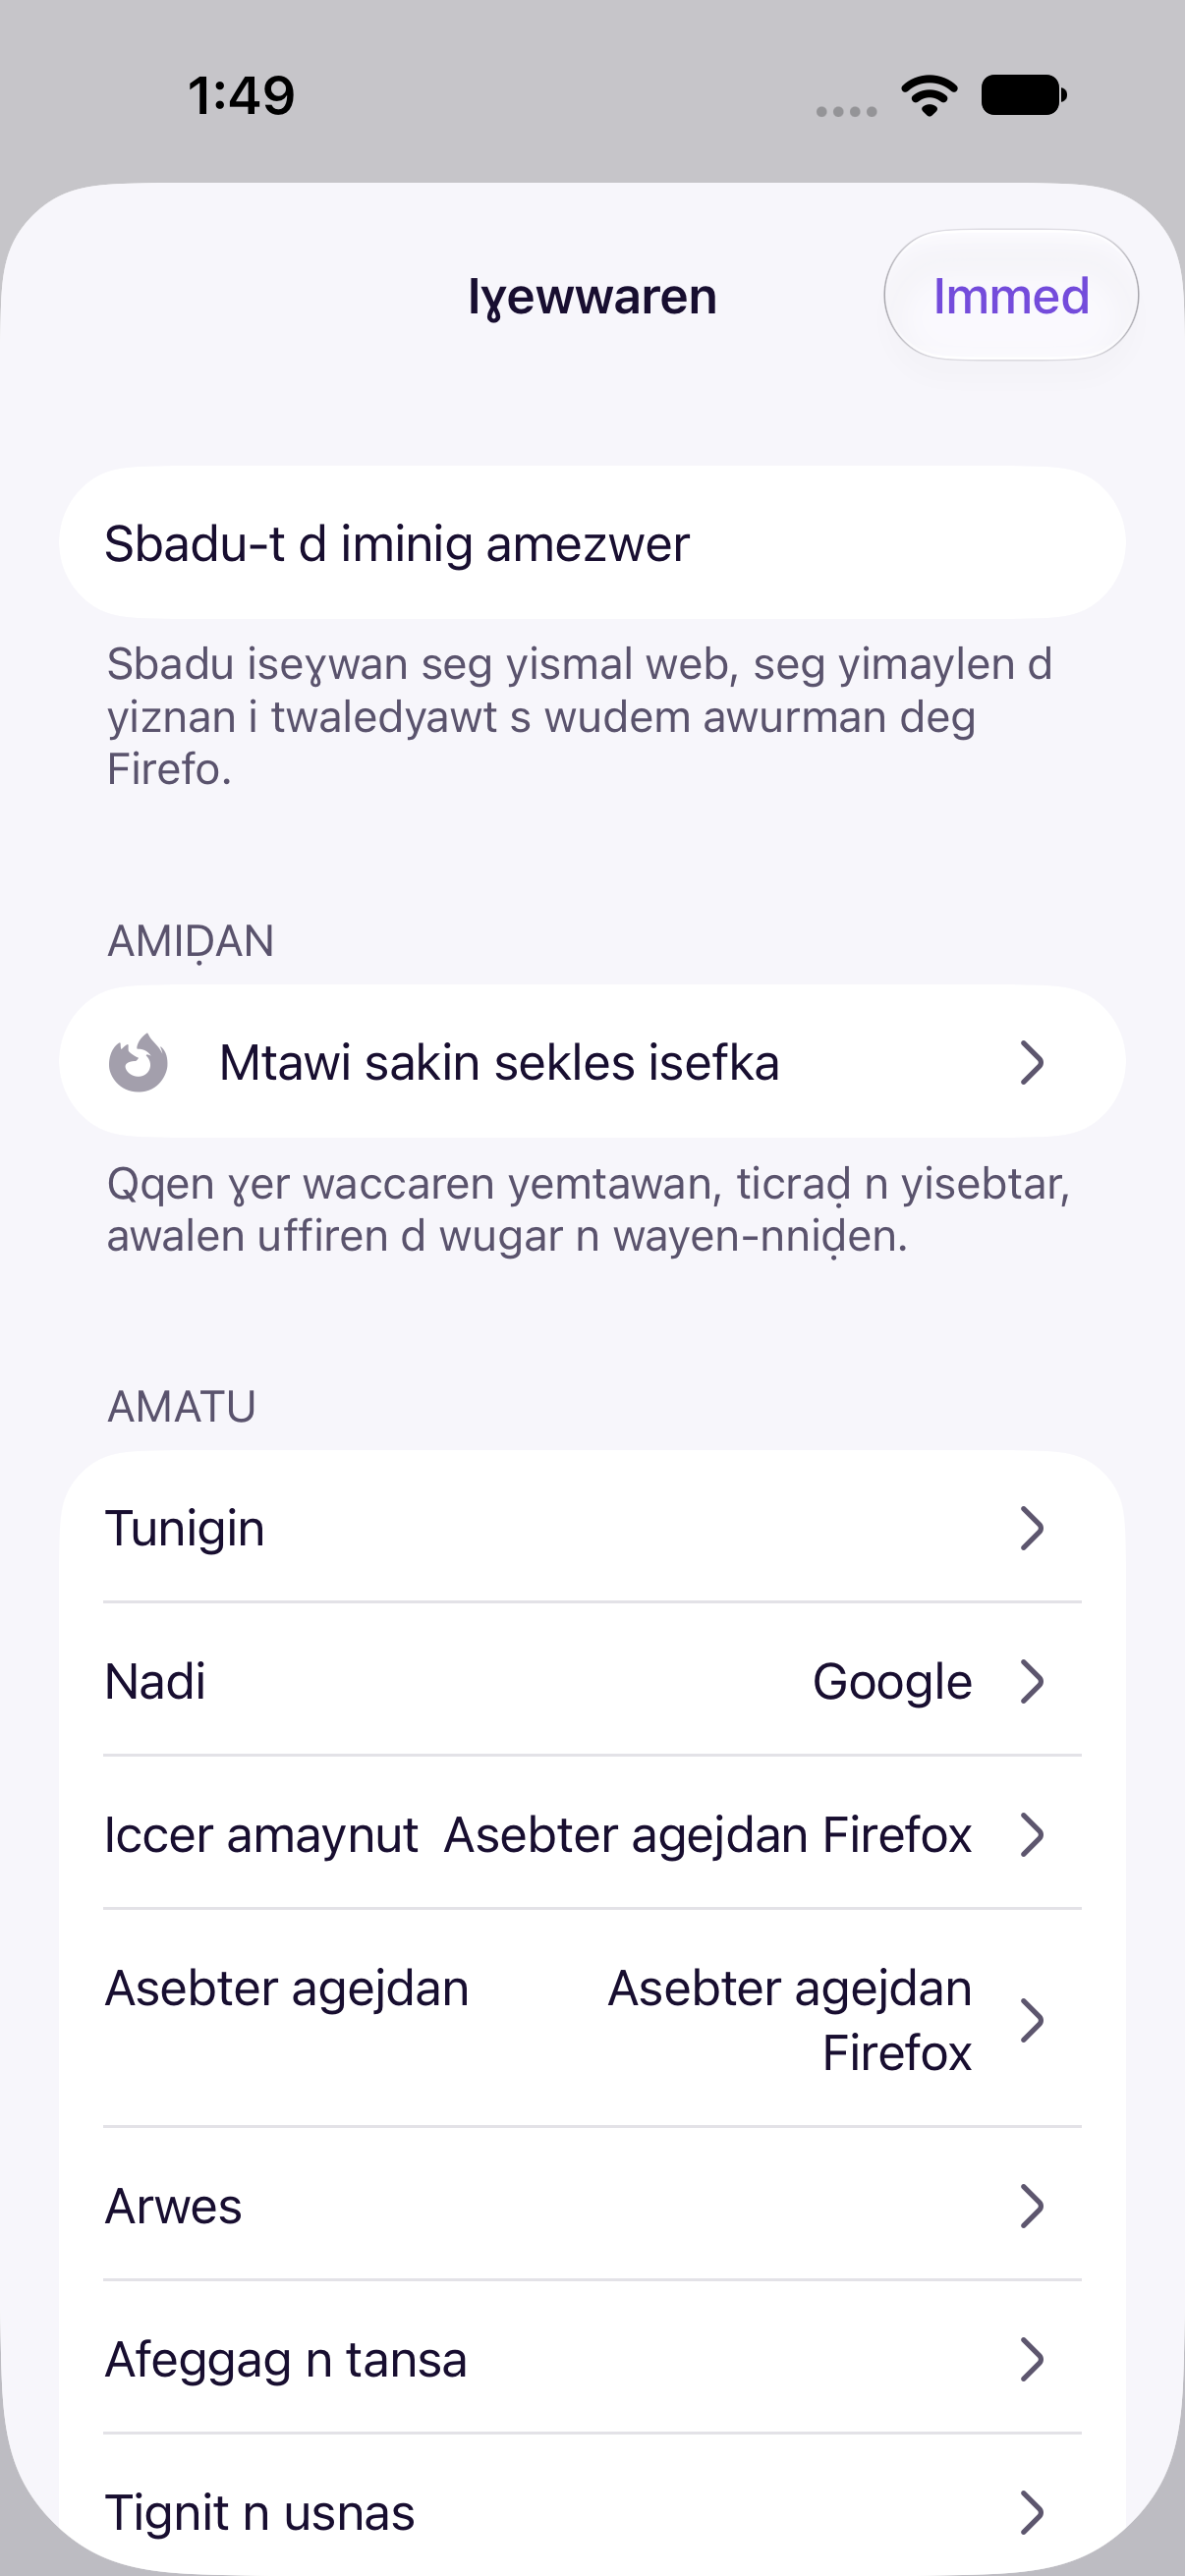 1:49
Iɣewwaren
Immed
Sbadu-t d iminig amezwer
Sbadu iseɣwan seg yismal web, seg yimaylen d
yiznan i twaledyawt s wudem awurman deg
Firefo.
AMIḌAN
Mtawi sakin sekles isefka
Qqen ɣer waccaren yemtawan, ticraḍ n yisebtar,
awalen uffiren d wugar n wayen-nniḍen.
AMATU
Tunigin
Nadi Google
Iccer amaynut Asebter agejdan Firefox
Asebter agejdan Asebter agejdan
Firefox
Arwes
Afeggag n tansa
Tignit n usnas